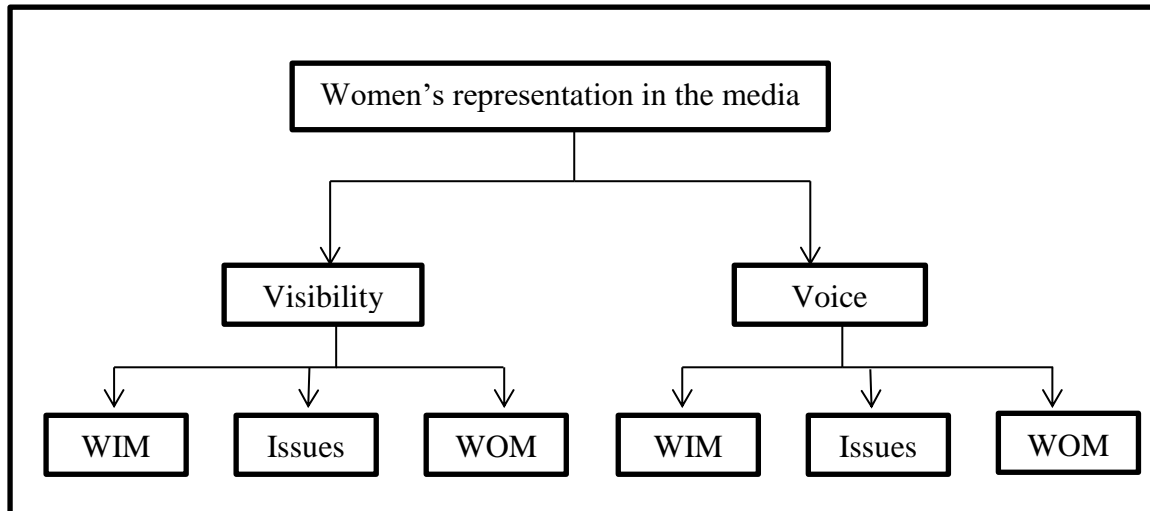 Women’s representation in the media
Visibility
Voice
WIM
Issues
WOM
WIM
Issues
WOM